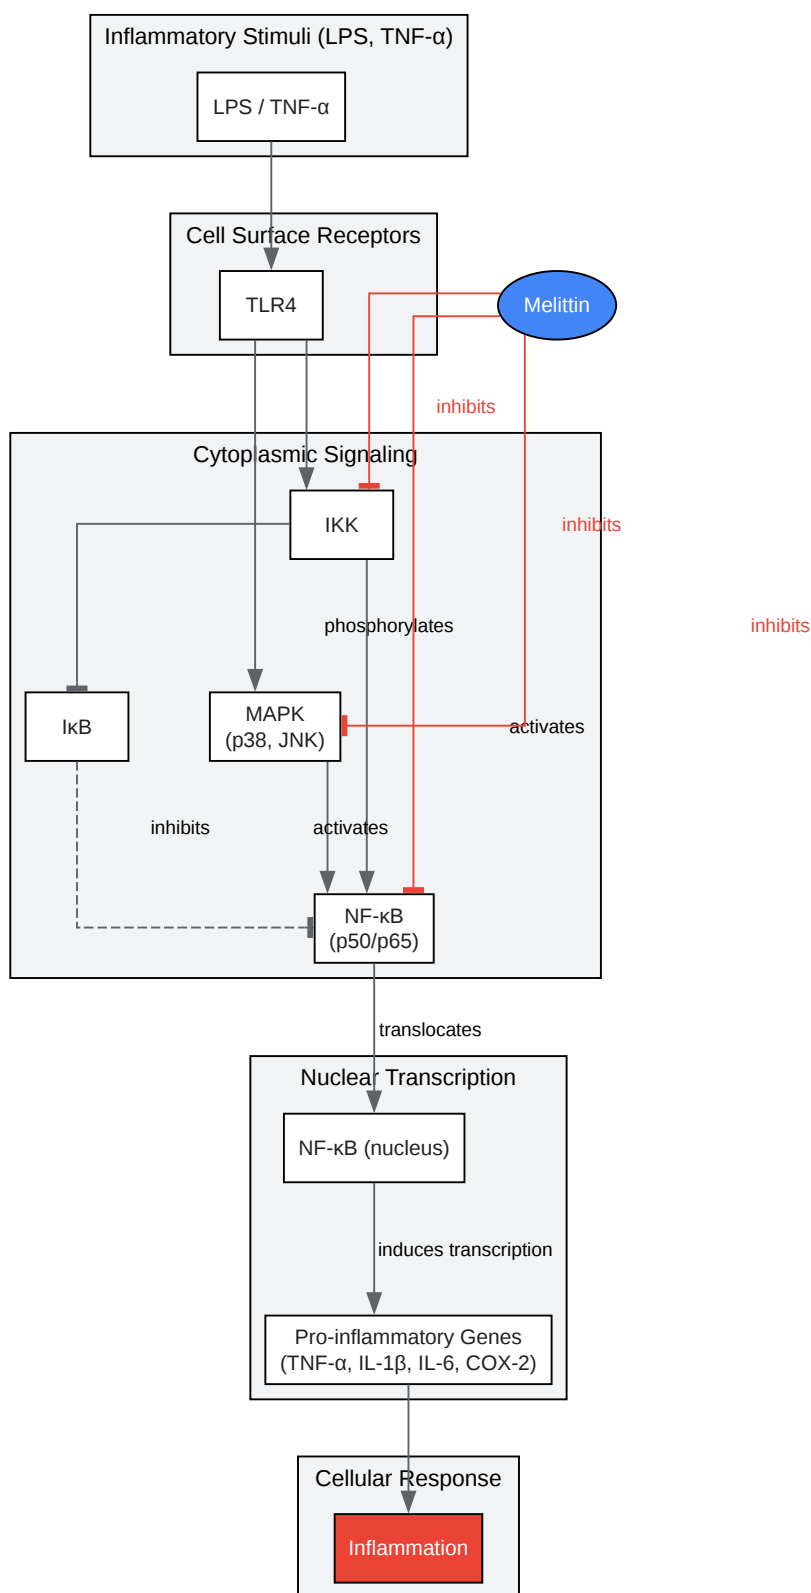 Inflammatory Stimuli (LPS, TNF-α)
LPS / TNF-α
Cell Surface Receptors
TLR4
Melittin
inhibits
Cytoplasmic Signaling
IKK
inhibits
phosphorylates
inhibits
IκB
MAPK
(p38, JNK)
activates
inhibits
activates
NF-κB
(p50/p65)
translocates
Nuclear Transcription
NF-κB (nucleus)
induces transcription
Pro-inflammatory Genes
(TNF-α, IL-1β, IL-6, COX-2)
Cellular Response
Inflammation